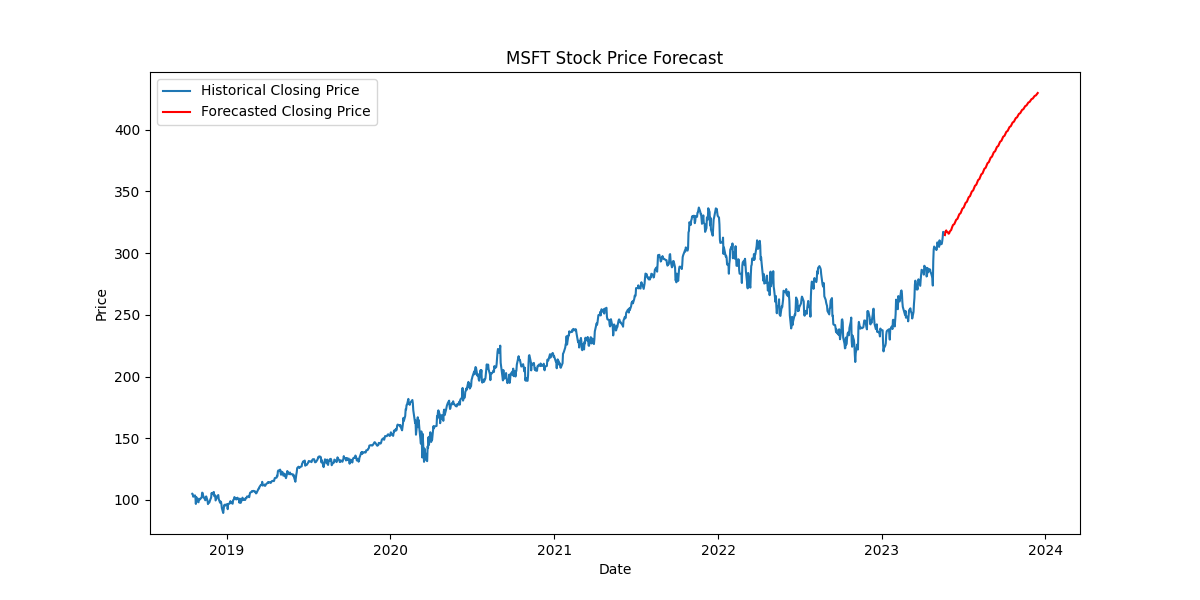 MSFT Stock Price Forecast
Historical Closing Price
Forecasted Closing Price
400
350
300
250
200
150
100
Price
2019 2020 2021 2022 2023 2024
Date